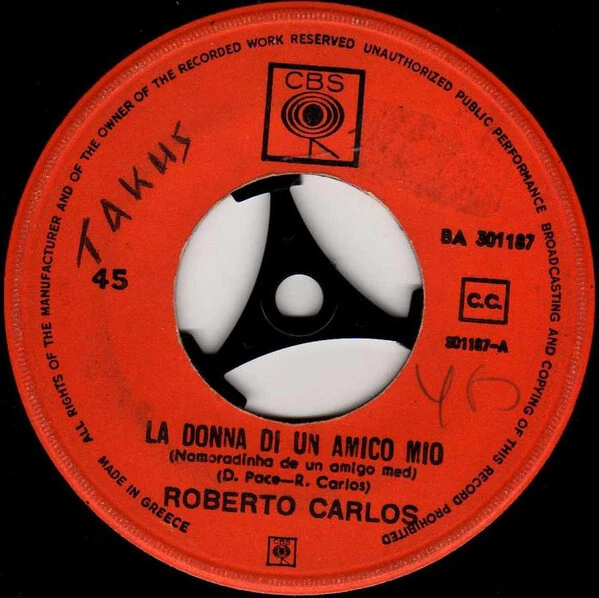 ALL RIGHTS OF THE MANUFACTURER AND OF THE OWNER OF THE RECORDED WORK RESERVED UNAUTHORIZED PUBLIC PERFORMANCE BROADCASTING AND COPYING OF THIS RECORD PROHIBITED
CBS
TAKHS
45
BA 301187
C.C.
301187-A
LA DONNA DI UN AMICO MIO
(Namoradinha de un amigo med)
(D. Pace—R. Carlos)
ROBERTO CARLOS
MADE IN GREECE
CBS